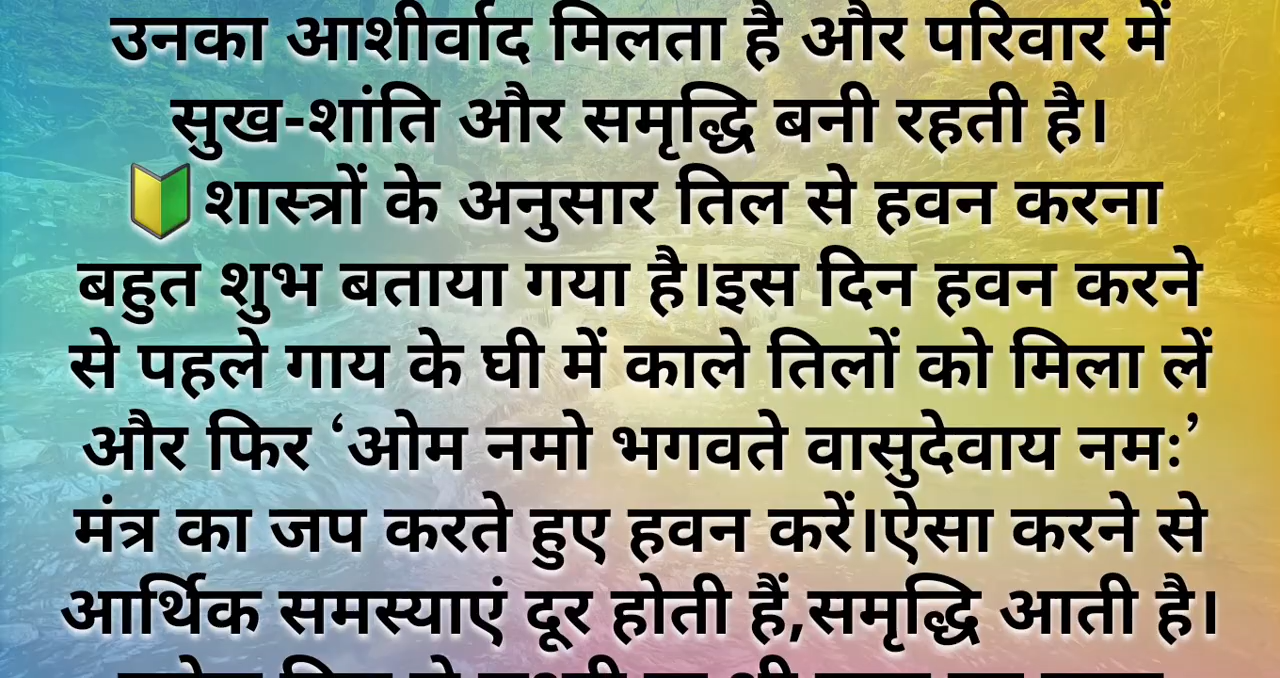 उनका आशीर्वाद मिलता है और परिवार में
सुख-शांति और समृद्धि बनी रहती है।
🔰शास्त्रों के अनुसार तिल से हवन करना
बहुत शुभ बताया गया है।इस दिन हवन करने
से पहले गाय के घी में काले तिलों को मिला लें
और फिर ‘ओम नमो भगवते वासुदेवाय नमः’
मंत्र का जप करते हुए हवन करें।ऐसा करने से
आर्थिक समस्याएं दूर होती हैं,समृद्धि आती है।